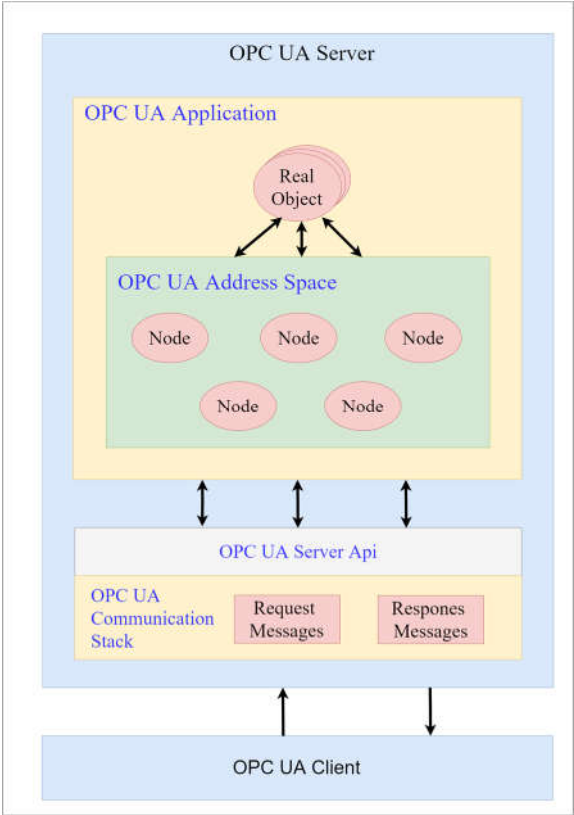 OPC UA Server
OPC UA Application
Real
Object
OPC UA Address Space
Node
Node
Node
Node
Node
OPC UA Server Api
OPC UA
Communication
Stack
Request
Messages
Respones
Messages
OPC UA Client